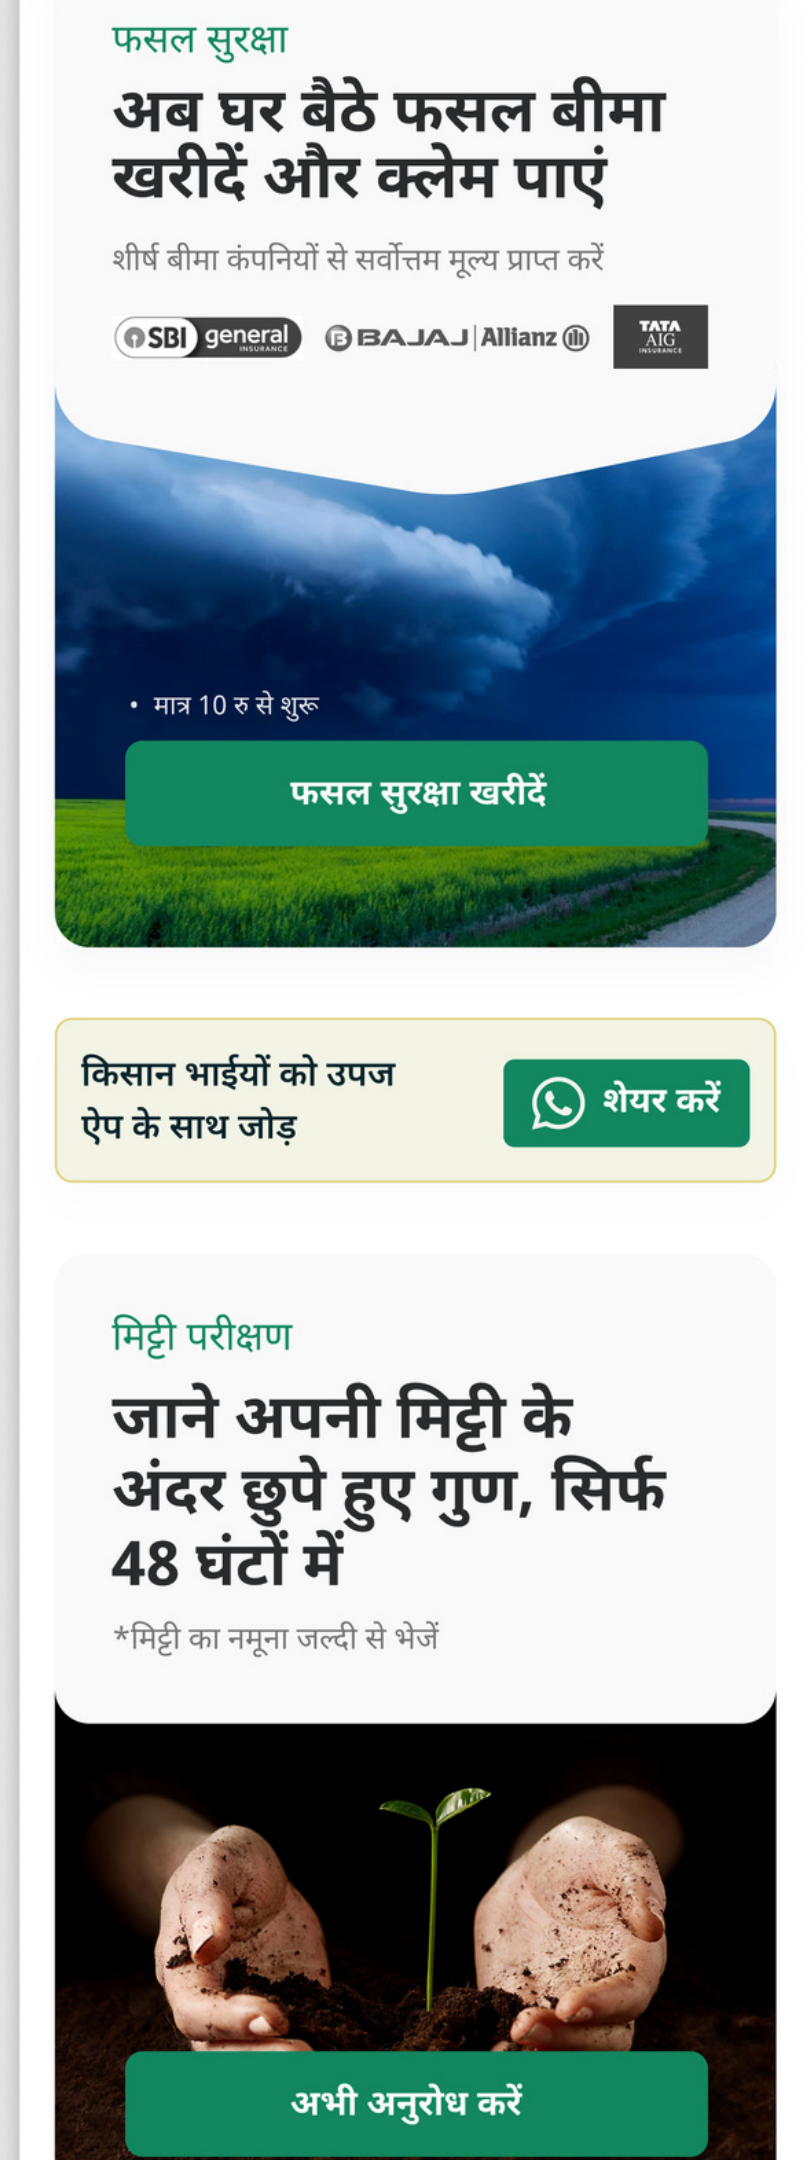 फसल सुरक्षा
अब घर बैठे फसल बीमा
खरीदें और क्लेम पाएं
शीर्ष बीमा कंपनियों से सर्वोत्तम मूल्य प्राप्त करें
SBI general INSURANCE BAJAJ Allianz TATA AIG INSURANCE
• मात्र 10 रु से शुरू
फसल सुरक्षा खरीदें
किसान भाईयों को उपज
ऐप के साथ जोड़
शेयर करें
मिट्टी परीक्षण
जाने अपनी मिट्टी के
अंदर छुपे हुए गुण, सिर्फ
48 घंटों में
*मिट्टी का नमूना जल्दी से भेजें
अभी अनुरोध करें